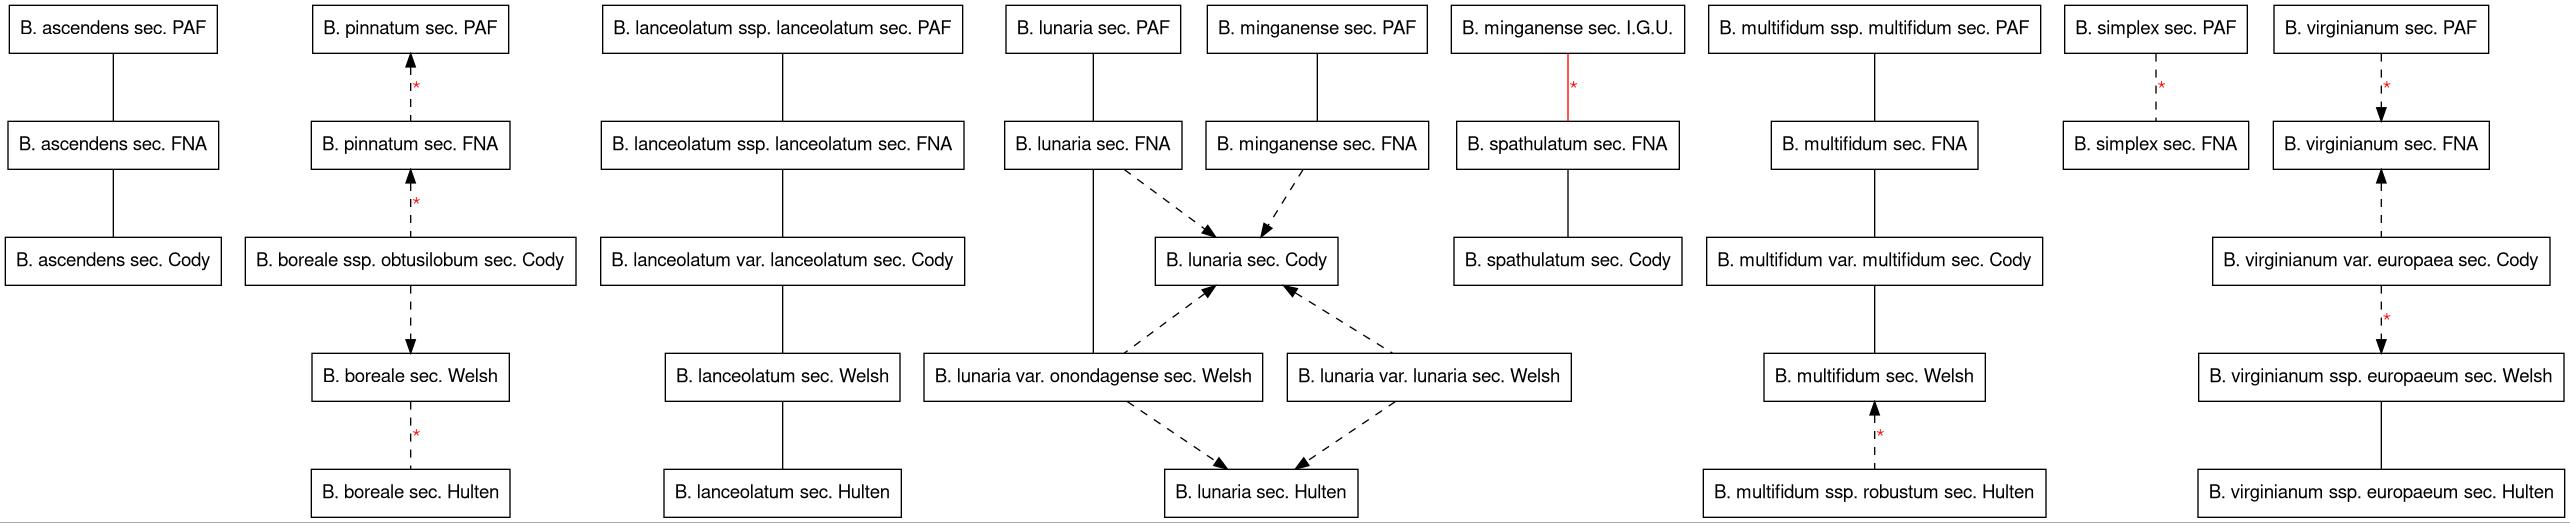 B. ascendens sec. PAF
B. pinnatum sec. PAF
B. lanceolatum ssp. lanceolatum sec. PAF
B. lunaria sec. PAF
B. minganense sec. PAF
B. minganense sec. I.G.U.
B. multifidum ssp. multifidum sec. PAF
B. simplex sec. PAF
B. virginianum sec. PAF
*
*
*
*
B. ascendens sec. FNA
B. pinnatum sec. FNA
B. lanceolatum ssp. lanceolatum sec. FNA
B. lunaria sec. FNA
B. minganense sec. FNA
B. spathulatum sec. FNA
B. multifidum sec. FNA
B. simplex sec. FNA
B. virginianum sec. FNA
*
B. ascendens sec. Cody
B. boreale ssp. obtusilobum sec. Cody
B. lanceolatum var. lanceolatum sec. Cody
B. lunaria sec. Cody
B. spathulatum sec. Cody
B. multifidum var. multifidum sec. Cody
B. virginianum var. europaea sec. Cody
*
B. boreale sec. Welsh
B. lanceolatum sec. Welsh
B. lunaria var. onondagense sec. Welsh
B. lunaria var. lunaria sec. Welsh
B. multifidum sec. Welsh
B. virginianum ssp. europaeum sec. Welsh
*
*
B. boreale sec. Hulten
B. lanceolatum sec. Hulten
B. lunaria sec. Hulten
B. multifidum ssp. robustum sec. Hulten
B. virginianum ssp. europaeum sec. Hulten